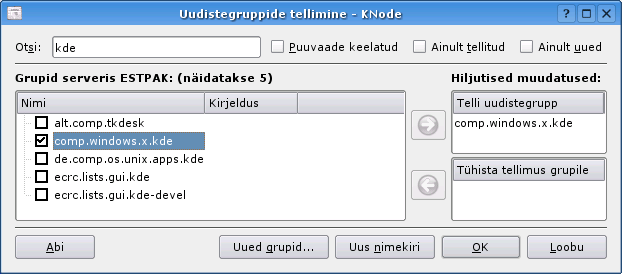 Uudistegruppide tellimine - KNode
Otsi: kde Puuvaade keelatud Ainult tellitud Ainult uued
Grupid serveris ESTPAK: (näidatakse 5) Hiljutised muudatused:
Nimi Kirjeldus
alt.comp.tkdesk
comp.windows.x.kde
de.comp.os.unix.apps.kde
ecrc.lists.gui.kde
ecrc.lists.gui.kde-devel
Telli uudistegrupp
comp.windows.x.kde
Tühista tellimus grupile
Abi Uued grupid... Uus nimekiri OK Loobu